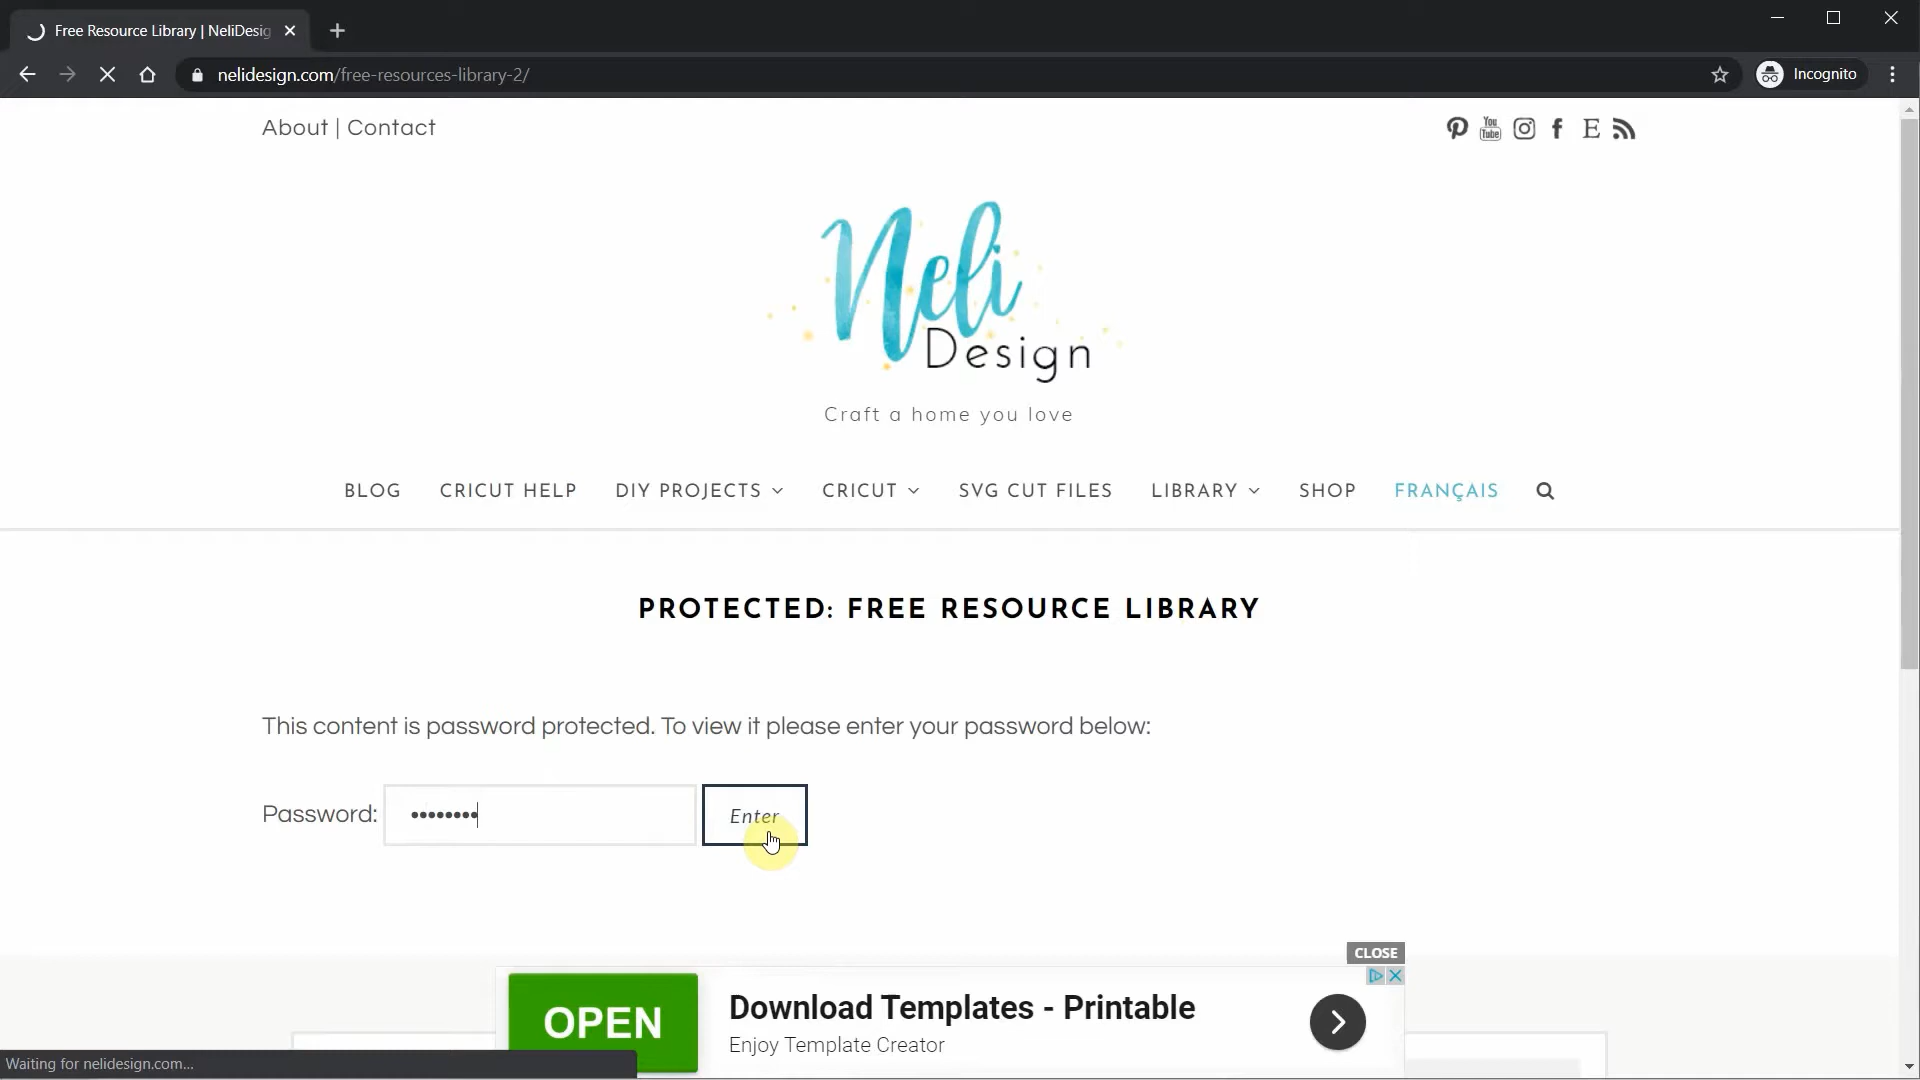 Free Resource Library | NeliDesig
nelidesign.com/free-resources-library-2/
Incognito
About | Contact
You
Tube
E
Neli
Design
Craft a home you love
BLOG CRICUT HELP DIY PROJECTS CRICUT SVG CUT FILES LIBRARY SHOP FRANÇAIS
PROTECTED: FREE RESOURCE LIBRARY
This content is password protected. To view it please enter your password below:
Password: •••••••• Enter
CLOSE
OPEN
Download Templates - Printable
Enjoy Template Creator
Waiting for nelidesign.com...